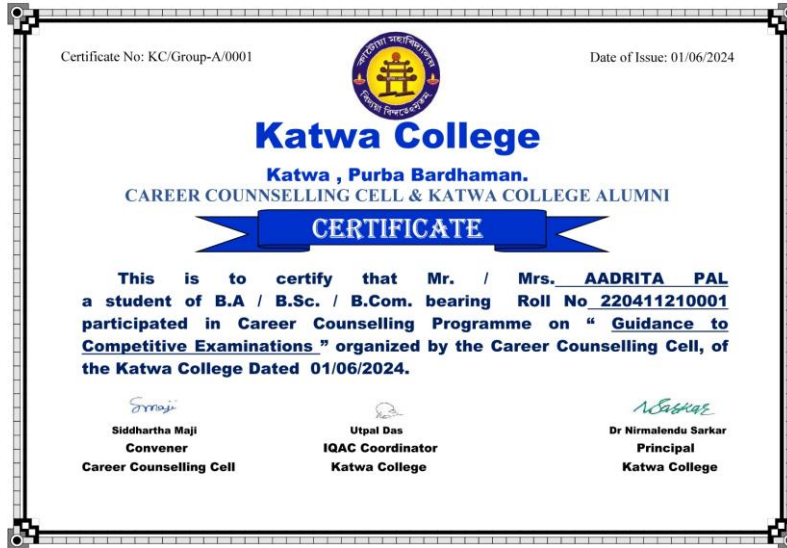 Certificate No: KC/Group-A/0001
Date of Issue: 01/06/2024
কাটোয়া মহাবিদ্যালয়
Katwa College
Katwa , Purba Bardhaman.
CAREER COUNNSELLING CELL & KATWA COLLEGE ALUMNI
CERTIFICATE
This is to certify that Mr. / Mrs. AADRITA PAL
a student of B.A / B.Sc. / B.Com. bearing Roll No 220411210001
participated in Career Counselling Programme on “ Guidance to
Competitive Examinations ” organized by the Career Counselling Cell, of
the Katwa College Dated 01/06/2024.
Smaji
NSarkar
Siddhartha Maji
Utpal Das
Dr Nirmalendu Sarkar
Convener
IQAC Coordinator
Principal
Career Counselling Cell
Katwa College
Katwa College